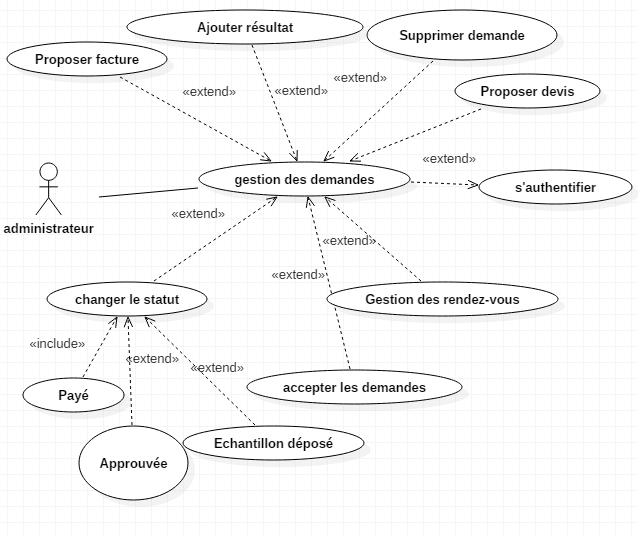 Ajouter résultat
Supprimer demande
Proposer facture
«extend»
«extend»
«extend»
Proposer devis
«extend»
gestion des demandes
s'authentifier
administrateur
«extend»
«extend»
«extend»
changer le statut
Gestion des rendez-vous
«include»
«extend»
«extend»
accepter les demandes
Payé
Echantillon déposé
Approuvée